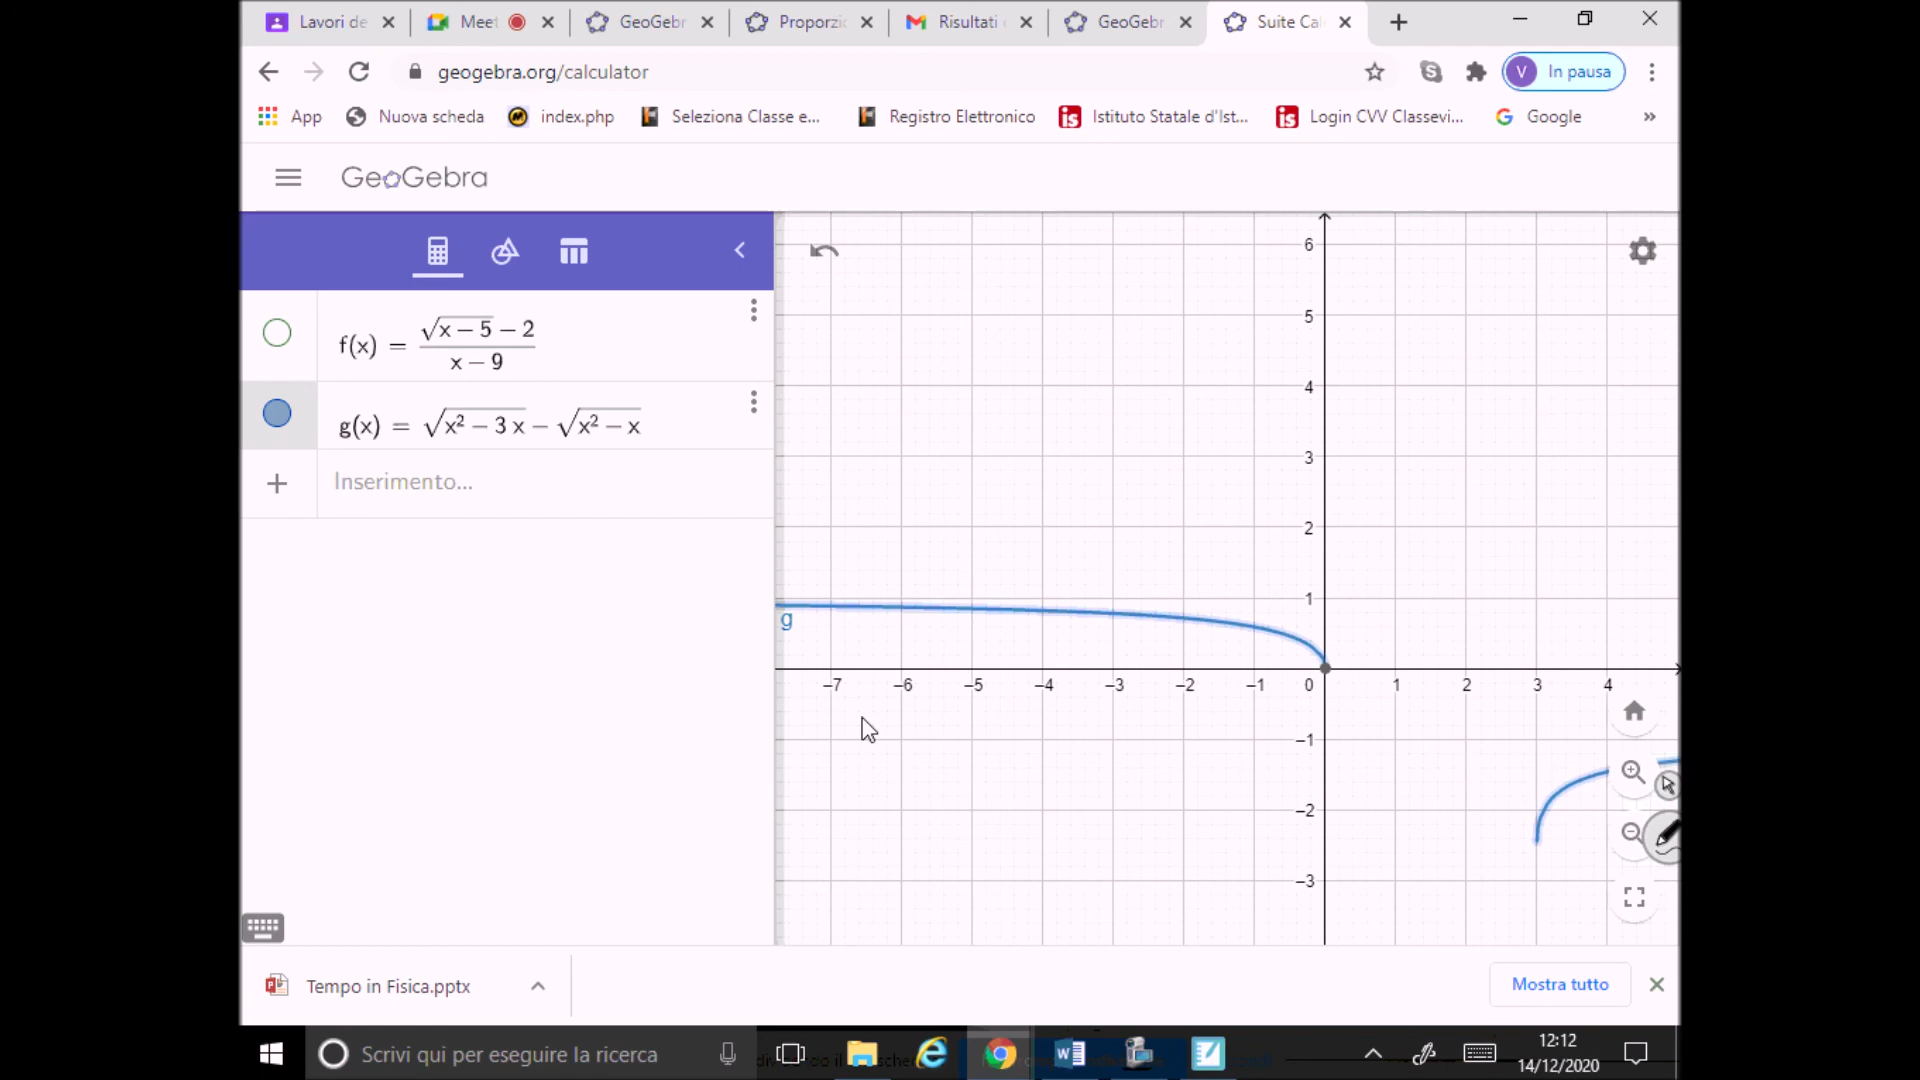 Lavori de
Meet
GeoGebr
Proporzi
Risultati
GeoGebr
Suite Cal
geogebra.org/calculator
V In pausa
App
Nuova scheda
index.php
Seleziona Classe e...
Registro Elettronico
Istituto Statale d'Ist...
Login CVV Classevi...
Google
»
GeoGebra
f(x) = (√(x − 5) − 2) / (x − 9)
g(x) = √(x² − 3 x) − √(x² − x)
Inserimento...
6
5
4
3
2
1
g
−7 −6 −5 −4 −3 −2 −1 0 1 2 3 4
−1
−2
−3
Tempo in Fisica.pptx
Mostra tutto
Scrivi qui per eseguire la ricerca
12:12
14/12/2020